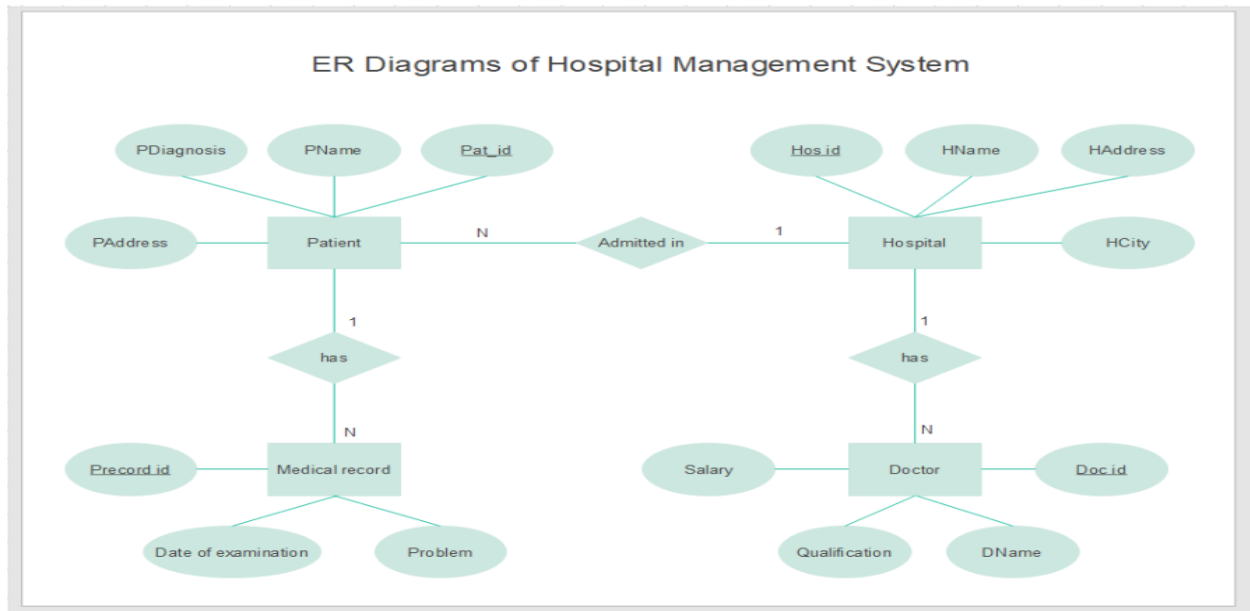 ER Diagrams of Hospital Management System
PDiagnosis PName Pat_id Hos id HName HAddress
PAddress Patient N Admitted in 1 Hospital HCity
1 1
has has
N N
Precord id Medical record Salary Doctor Doc id
Date of examination Problem Qualification DName